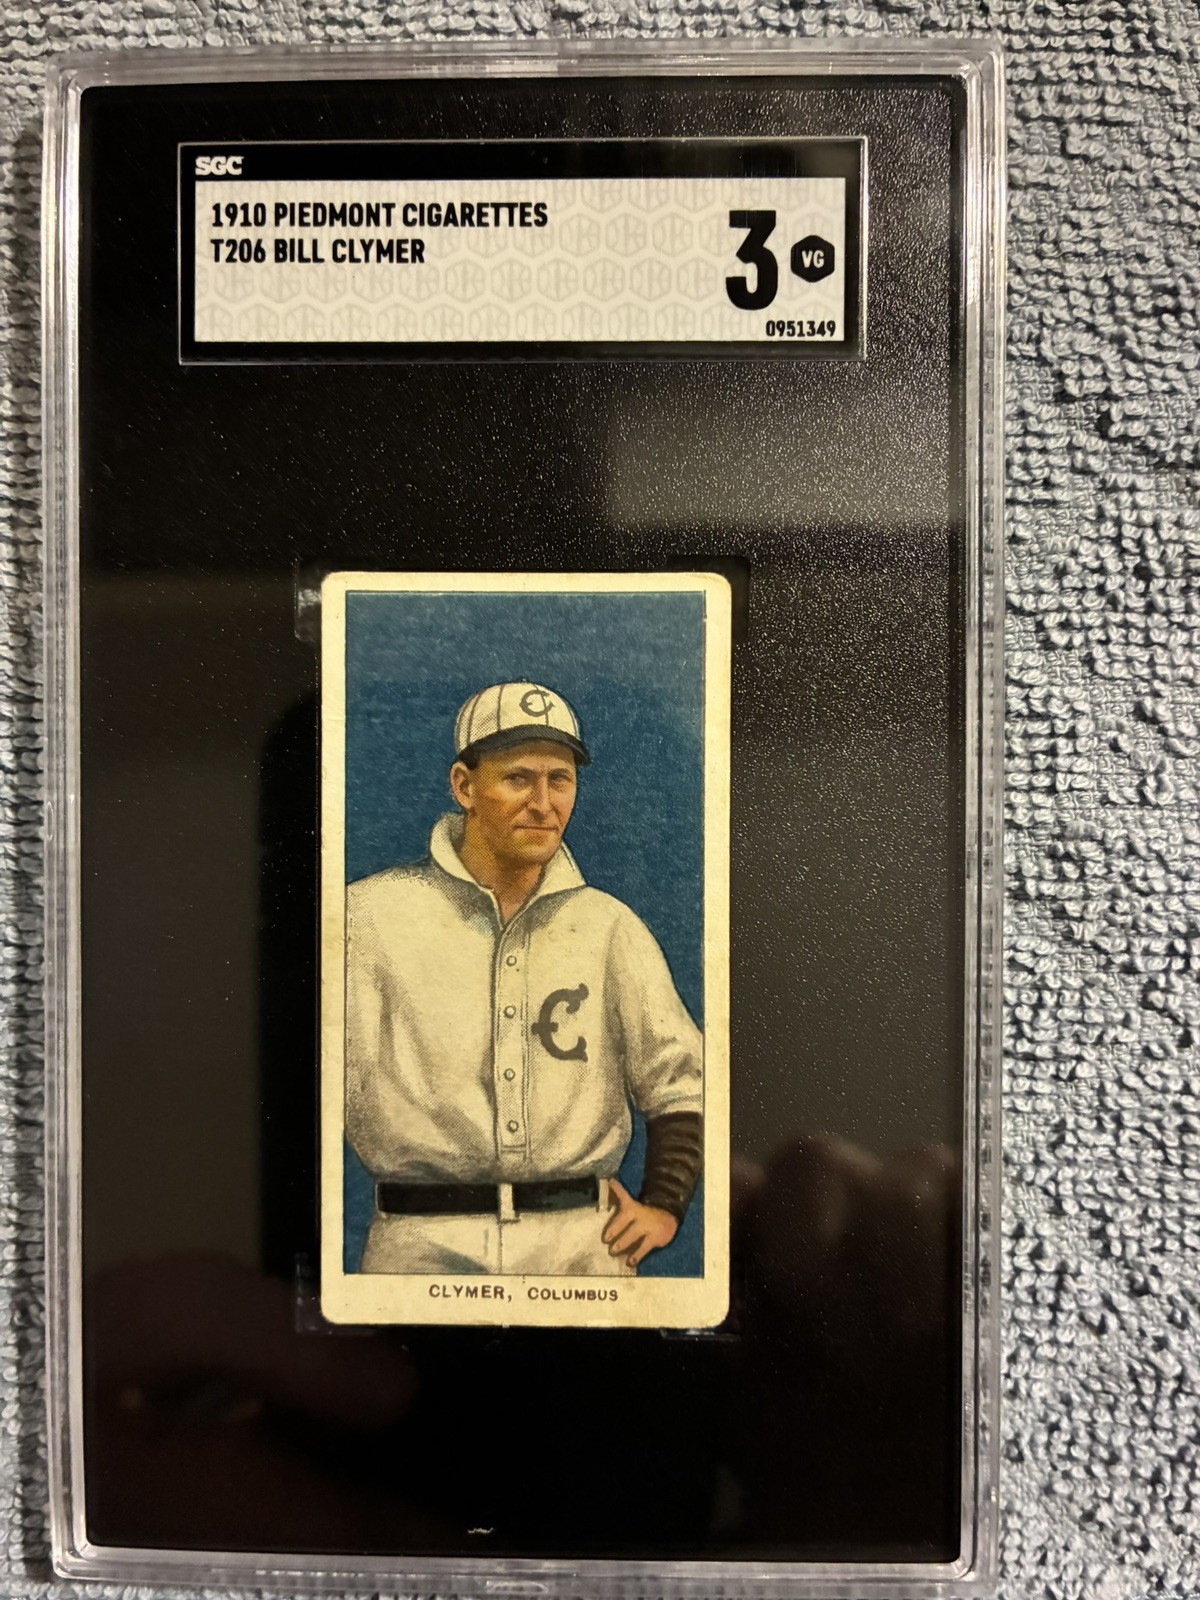 SGC
1910 PIEDMONT CIGARETTES
T206 BILL CLYMER
3 VG
0951349
C
C
CLYMER, COLUMBUS